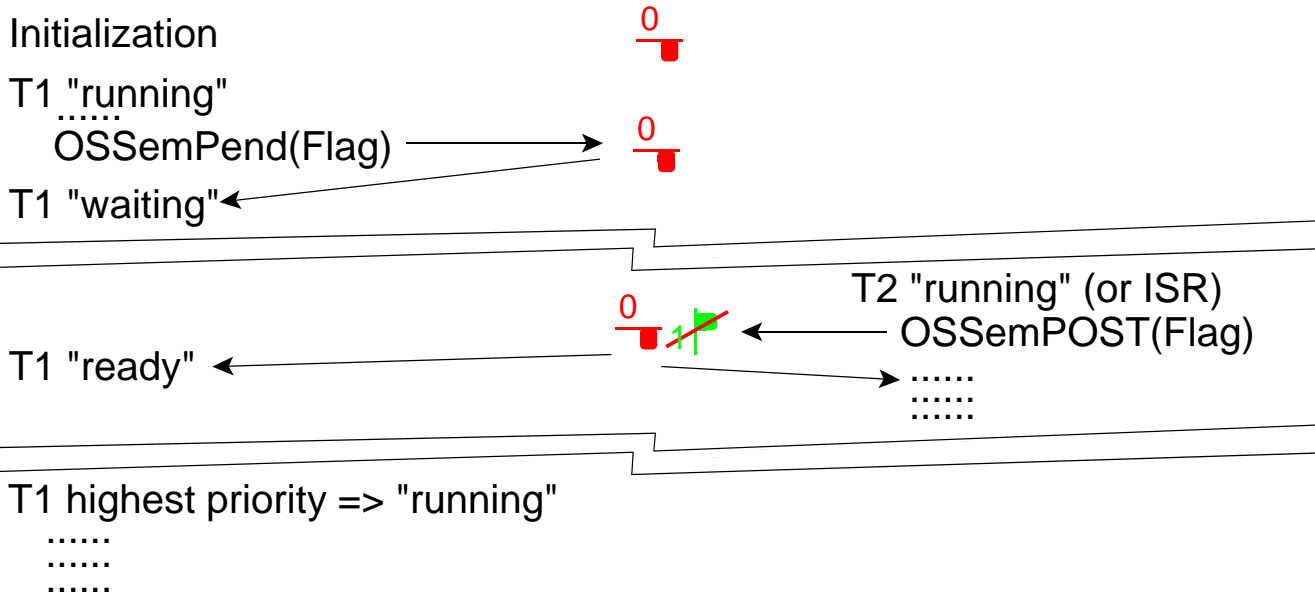 Initialization
0
T1 "running"
......
OSSemPend(Flag)
0
T1 "waiting"
T2 "running" (or ISR)
0 1
OSSemPOST(Flag)
T1 "ready"
......
......
......
T1 highest priority => "running"
......
......
......